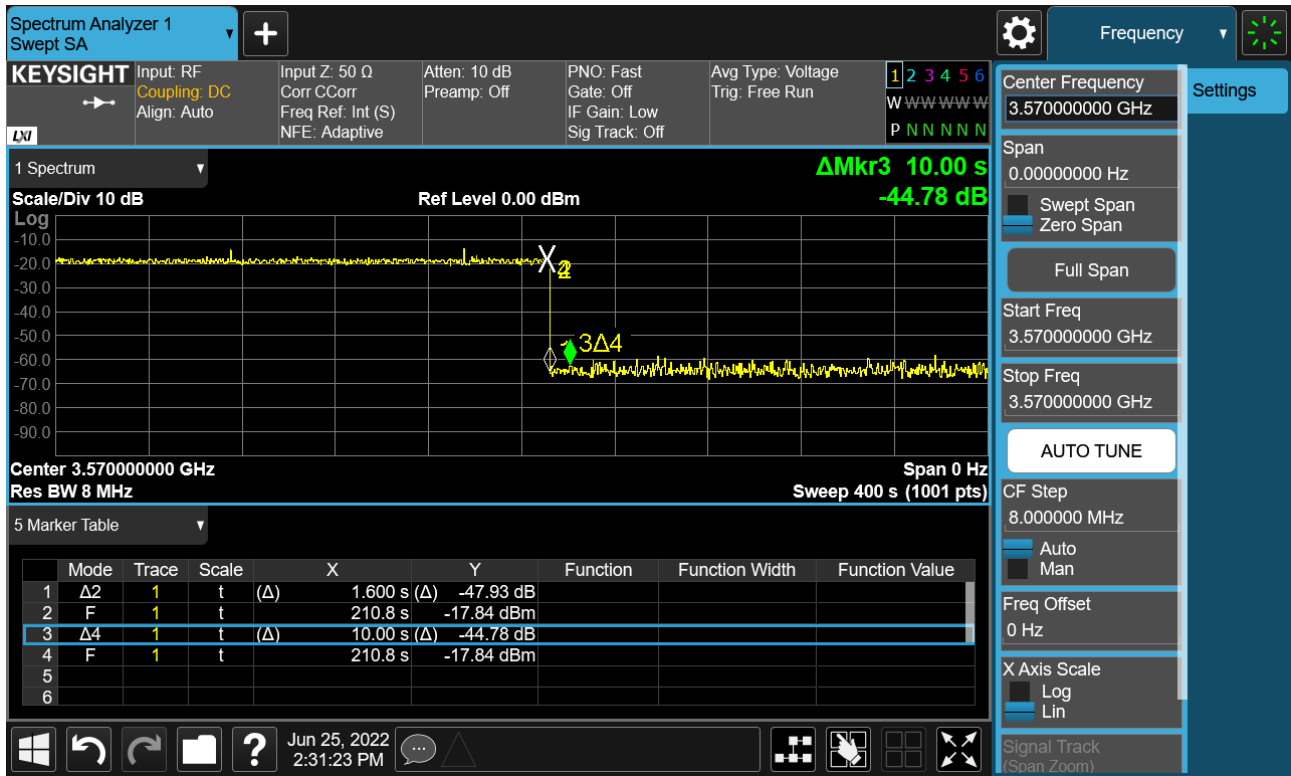 Spectrum Analyzer 1
Swept SA
+
Frequency
KEYSIGHT
LXI
Input: RF
Coupling: DC
Align: Auto
Input Z: 50 Ω
Corr CCorr
Freq Ref: Int (S)
NFE: Adaptive
Atten: 10 dB
Preamp: Off
PNO: Fast
Gate: Off
IF Gain: Low
Sig Track: Off
Avg Type: Voltage
Trig: Free Run
1 2 3 4 5 6
W W W W W W
P N N N N N
1 Spectrum
ΔMkr3 10.00 s
-44.78 dB
Scale/Div 10 dB
Ref Level 0.00 dBm
Log
-10.0
-20.0
-30.0
-40.0
-50.0
-60.0
-70.0
-80.0
-90.0
3Δ4
Center 3.570000000 GHz
Span 0 Hz
Res BW 8 MHz
Sweep 400 s (1001 pts)
5 Marker Table
Mode Trace Scale X Y Function Function Width Function Value
1 Δ2 1 t (Δ) 1.600 s (Δ) -47.93 dB
2 F 1 t 210.8 s -17.84 dBm
3 Δ4 1 t (Δ) 10.00 s (Δ) -44.78 dB
4 F 1 t 210.8 s -17.84 dBm
5
6
?
Jun 25, 2022
2:31:23 PM
Center Frequency
3.570000000 GHz
Settings
Span
0.00000000 Hz
Swept Span
Zero Span
Full Span
Start Freq
3.570000000 GHz
Stop Freq
3.570000000 GHz
AUTO TUNE
CF Step
8.000000 MHz
Auto
Man
Freq Offset
0 Hz
X Axis Scale
Log
Lin
Signal Track
(Span Zoom)